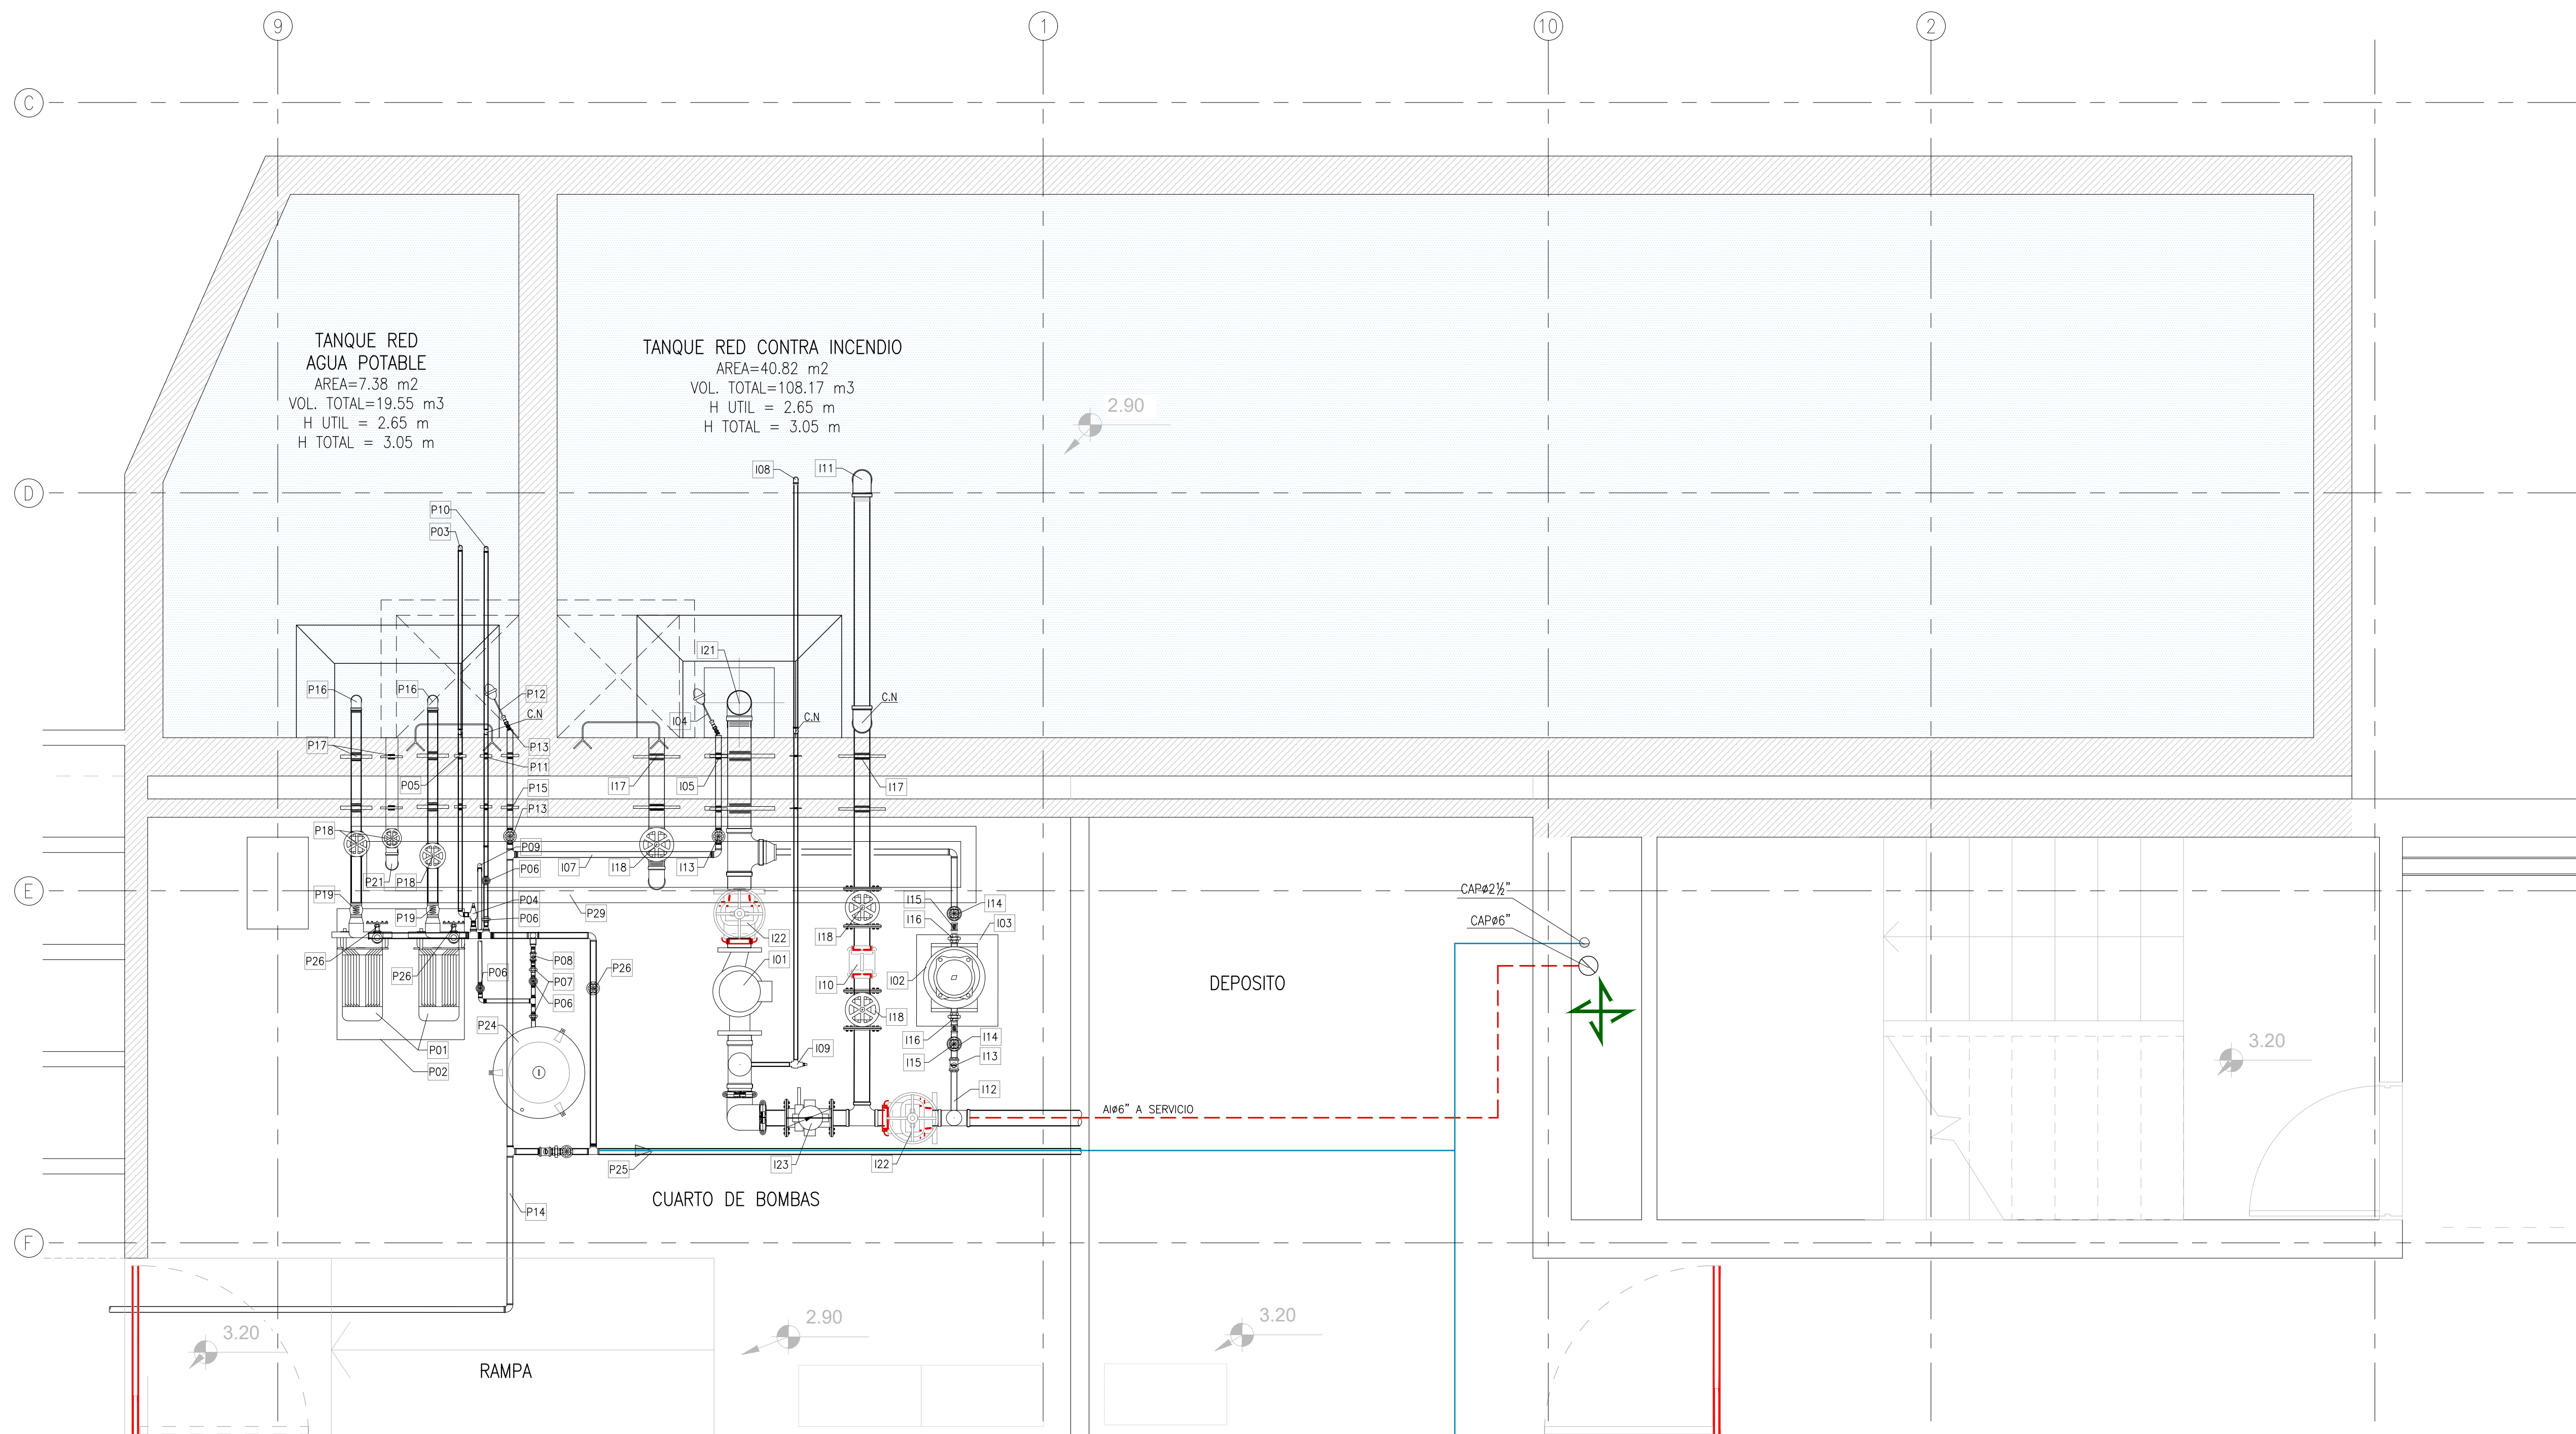 9
1
10
2
C
TANQUE RED
AGUA POTABLE
AREA=7.38 m2
VOL. TOTAL=19.55 m3
H UTIL = 2.65 m
H TOTAL = 3.05 m
TANQUE RED CONTRA INCENDIO
AREA=40.82 m2
VOL. TOTAL=108.17 m3
H UTIL = 2.65 m
H TOTAL = 3.05 m
2.90
I08
I11
D
P10
P03
I21
P16
P16
P12
C.N
I04
C.N
C.N
P17
P13
P11
P05
P15
I17
I05
I17
P13
P18
P09
I07
I18
I13
P06
P21
P18
E
P19
P19
P04
P06
P29
I15
I14
I16
I03
I18
I22
CAPø2½"
CAPø6"
P26
P26
P06
P08
P07
P06
P26
I01
I10
I02
DEPOSITO
I18
P24
P01
P02
I09
I16
I14
I15
I13
I12
3.20
AIø6" A SERVICIO
P25
I23
I22
CUARTO DE BOMBAS
P14
F
3.20
2.90
3.20
RAMPA